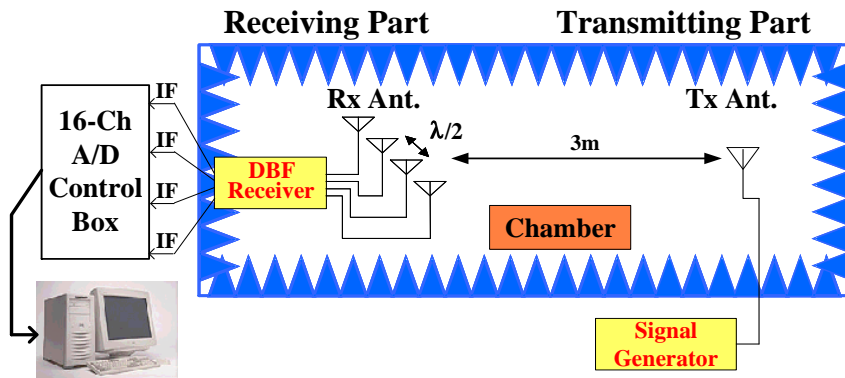 Receiving Part
Transmitting Part
IF
IF
IF
IF
16-Ch
A/D
Control
Box
Rx Ant.
Tx Ant.
λ/2
3m
DBF
Receiver
Chamber
Signal
Generator